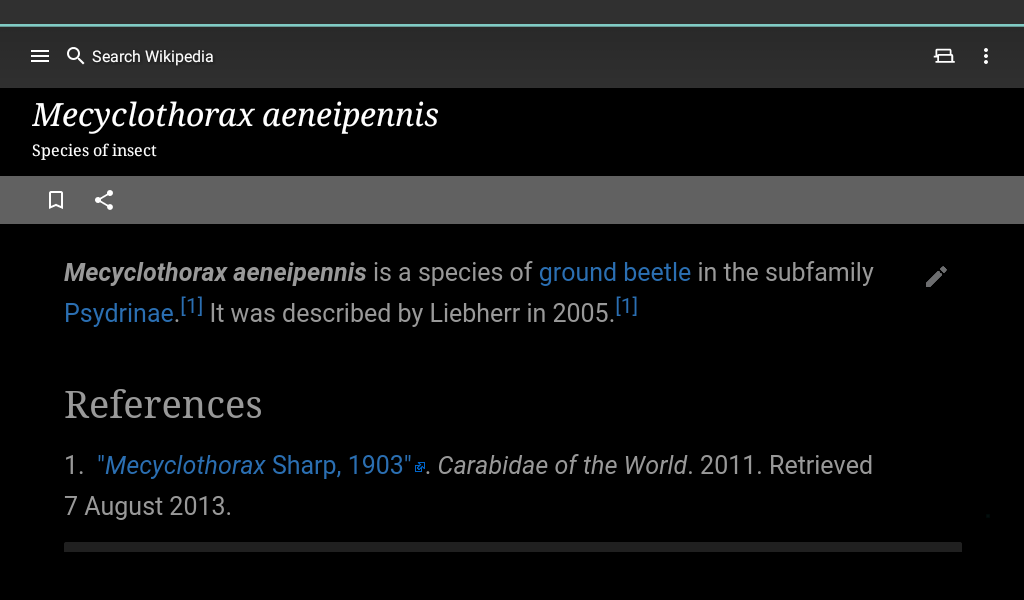 Search Wikipedia
Mecyclothorax aeneipennis
Species of insect
Mecyclothorax aeneipennis is a species of ground beetle in the subfamily
Psydrinae.[1] It was described by Liebherr in 2005.[1]
References
1. "Mecyclothorax Sharp, 1903". Carabidae of the World. 2011. Retrieved
7 August 2013.